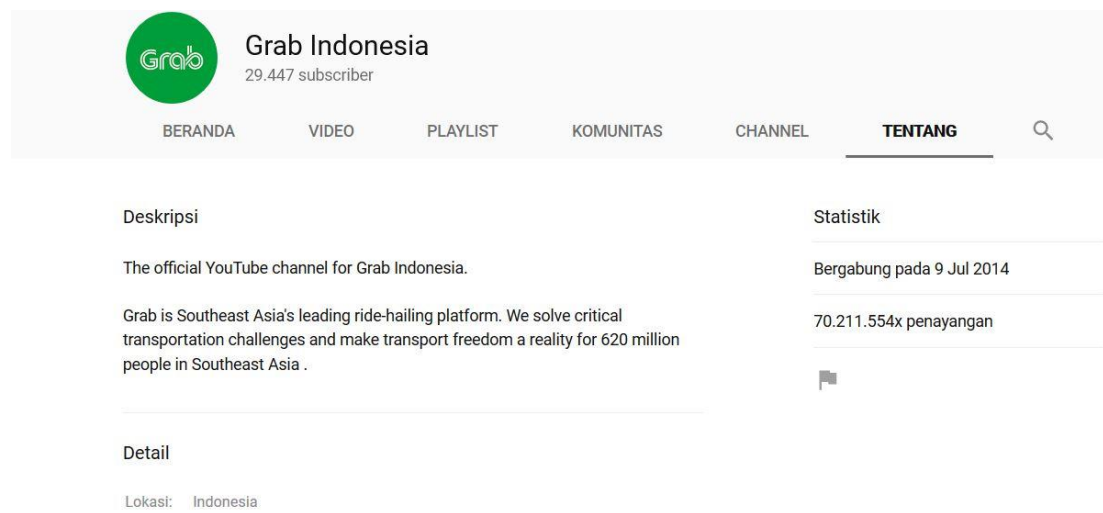 Grab
Grab Indonesia
29.447 subscriber
BERANDA VIDEO PLAYLIST KOMUNITAS CHANNEL TENTANG
Deskripsi
The official YouTube channel for Grab Indonesia.
Grab is Southeast Asia's leading ride-hailing platform. We solve critical
transportation challenges and make transport freedom a reality for 620 million
people in Southeast Asia .
Statistik
Bergabung pada 9 Jul 2014
70.211.554x penayangan
Detail
Lokasi: Indonesia